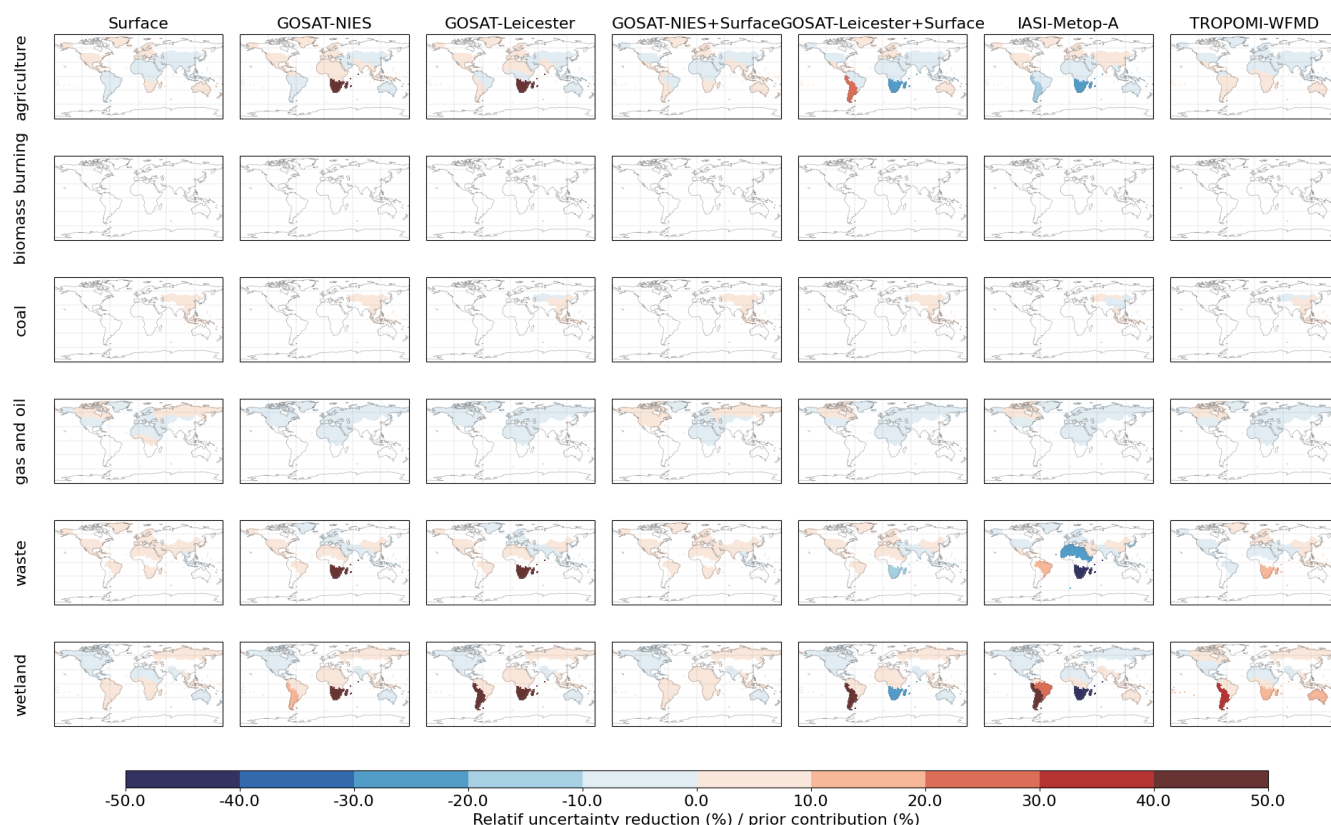 Surface GOSAT-NIES GOSAT-Leicester GOSAT-NIES+Surface GOSAT-Leicester+Surface IASI-Metop-A TROPOMI-WFMD
agriculture
biomass burning
coal
gas and oil
waste
wetland
-50.0 -40.0 -30.0 -20.0 -10.0 0.0 10.0 20.0 30.0 40.0 50.0
Relatif uncertainty reduction (%) / prior contribution (%)